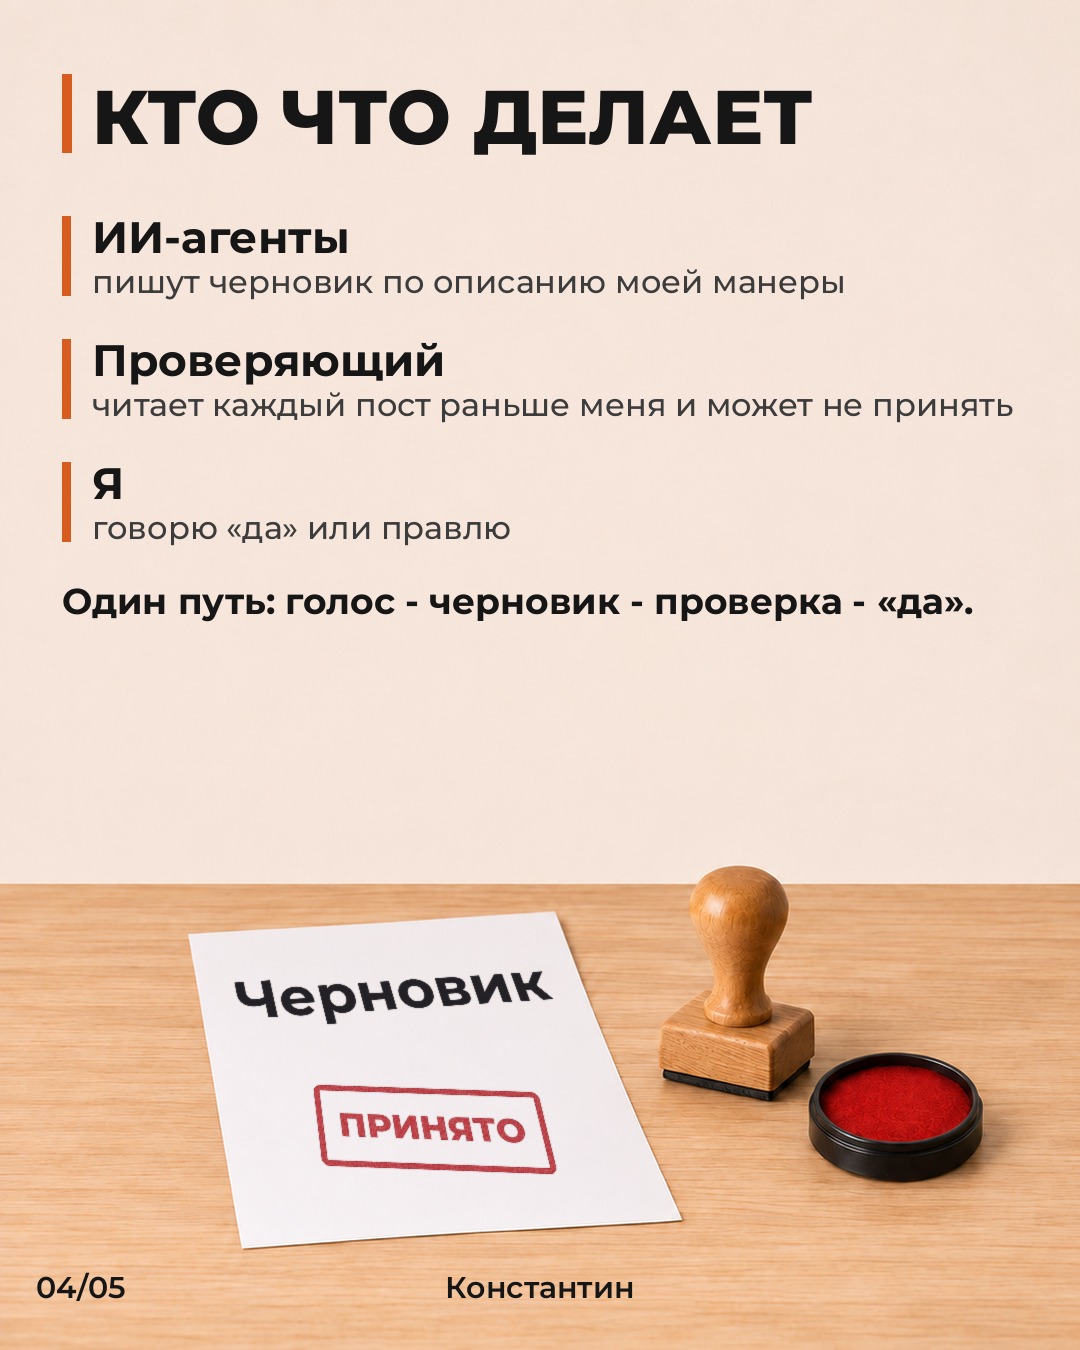 КТО ЧТО ДЕЛАЕТ
ИИ-агенты
пишут черновик по описанию моей манеры
Проверяющий
читает каждый пост раньше меня и может не принять
Я
говорю «да» или правлю
Один путь: голос - черновик - проверка - «да».
Черновик
ПРИНЯТО
04/05
Константин